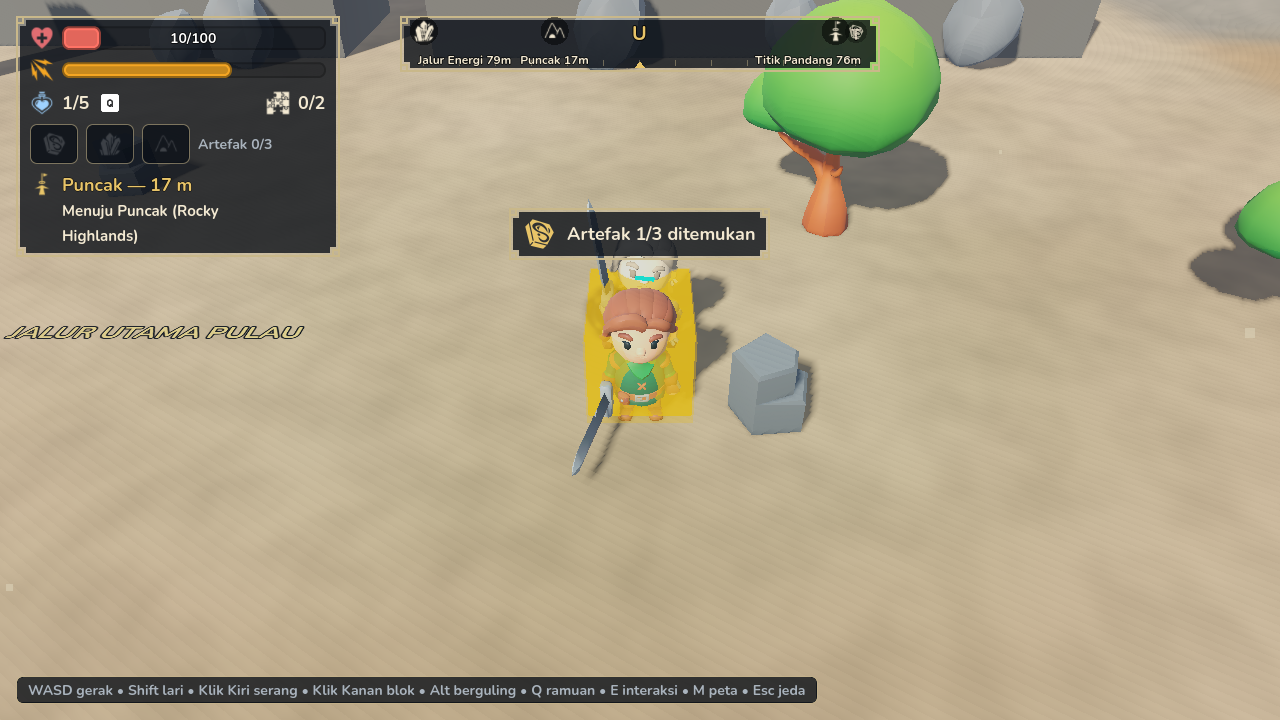 10/100
1/5 Q 0/2
Artefak 0/3
Puncak — 17 m
Menuju Puncak (Rocky
Highlands)
U
Jalur Energi 79m Puncak 17m Titik Pandang 76m
Artefak 1/3 ditemukan
JALUR UTAMA PULAU
WASD gerak • Shift lari • Klik Kiri serang • Klik Kanan blok • Alt berguling • Q ramuan • E interaksi • M peta • Esc jeda